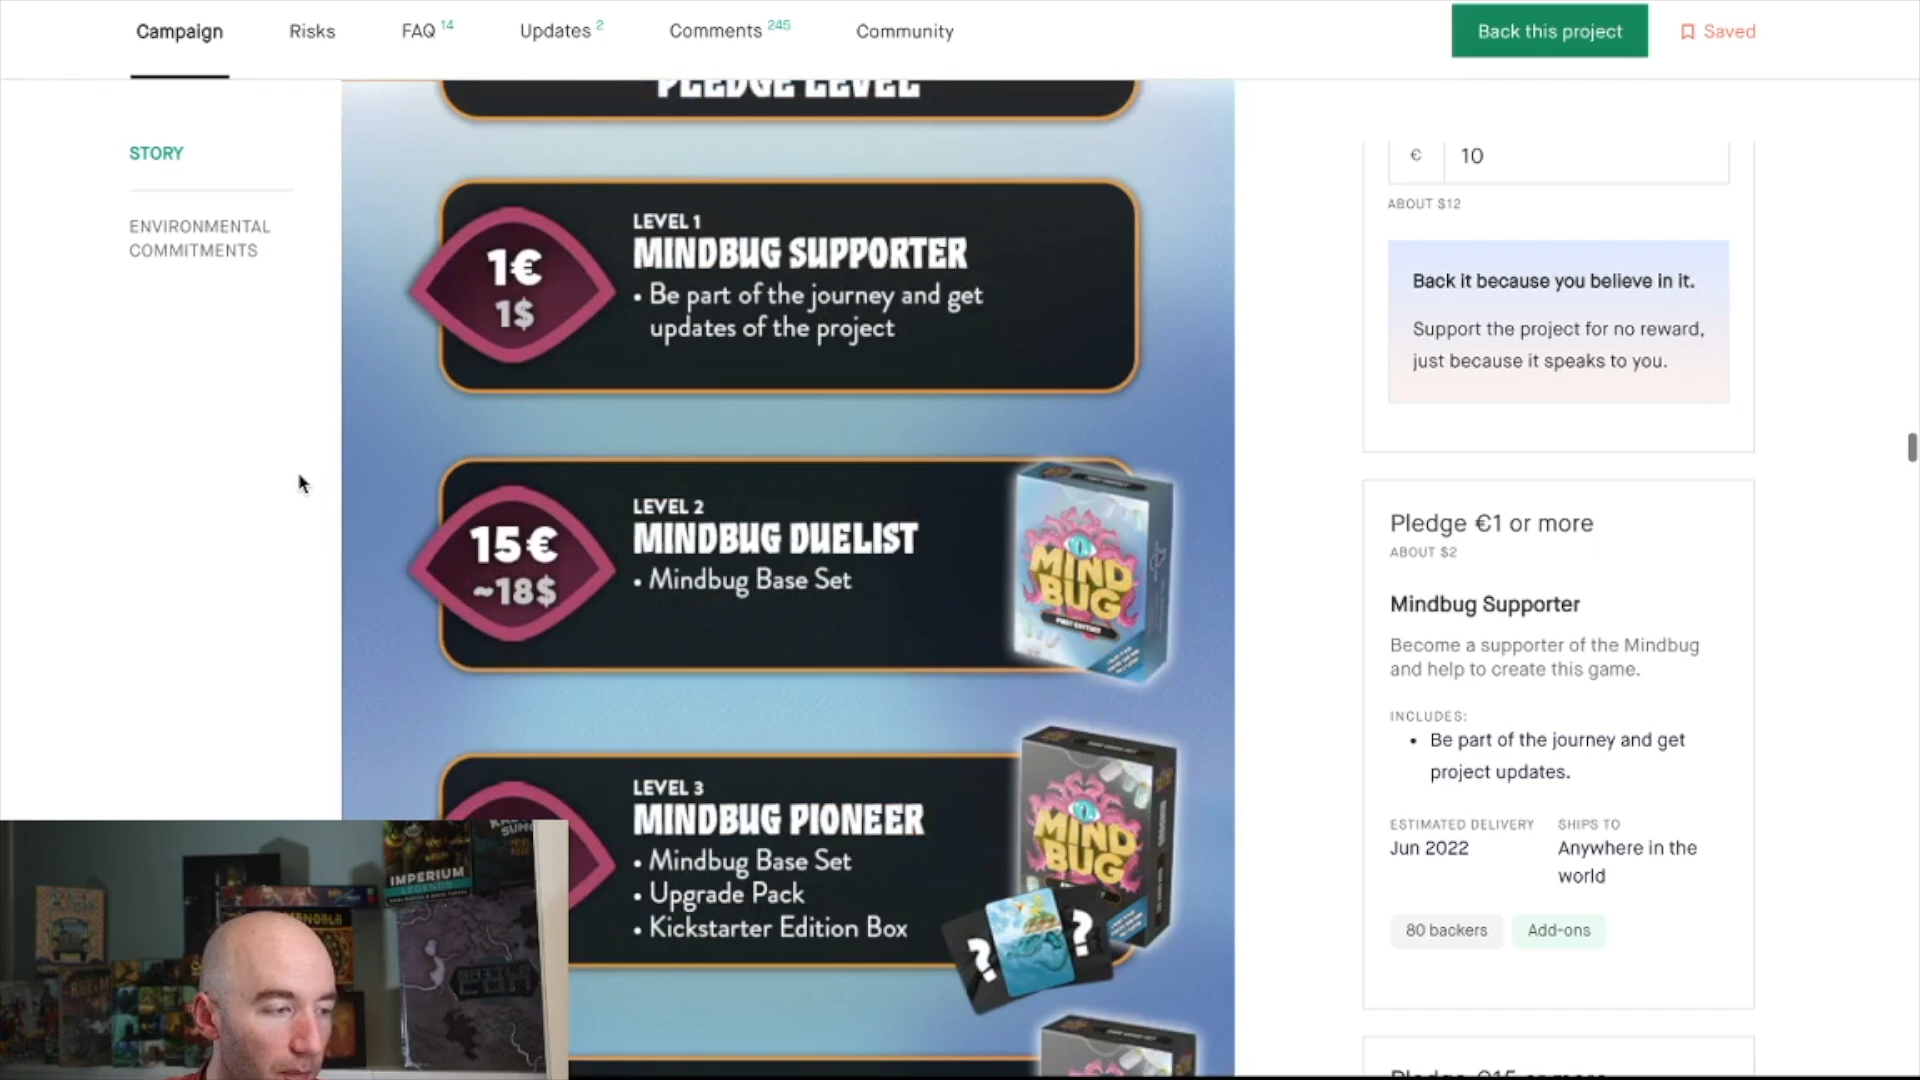 Campaign
Risks
FAQ 14
Updates 2
Comments 245
Community
Back this project
Saved
STORY
ENVIRONMENTAL
COMMITMENTS
PLEDGE LEVEL
LEVEL 1
MINDBUG SUPPORTER
• Be part of the journey and get
updates of the project
1€
1$
LEVEL 2
MINDBUG DUELIST
• Mindbug Base Set
15€
~18$
MIND
BUG
FIRST EDITION
LEVEL 3
MINDBUG PIONEER
• Mindbug Base Set
• Upgrade Pack
• Kickstarter Edition Box
MIND
BUG
? ?
€ 10
ABOUT $12
Back it because you believe in it.
Support the project for no reward,
just because it speaks to you.
Pledge €1 or more
ABOUT $2
Mindbug Supporter
Become a supporter of the Mindbug
and help to create this game.
INCLUDES:
• Be part of the journey and get
project updates.
ESTIMATED DELIVERY
Jun 2022
SHIPS TO
Anywhere in the
world
80 backers
Add-ons
Pledge €15 or more
IMPERIUM
LEGENDS